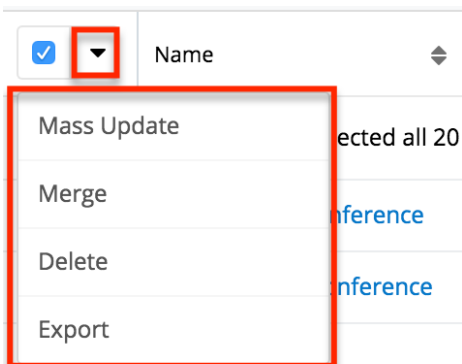 Name
Mass Update
ected all 20
Merge
nference
Delete
nference
Export